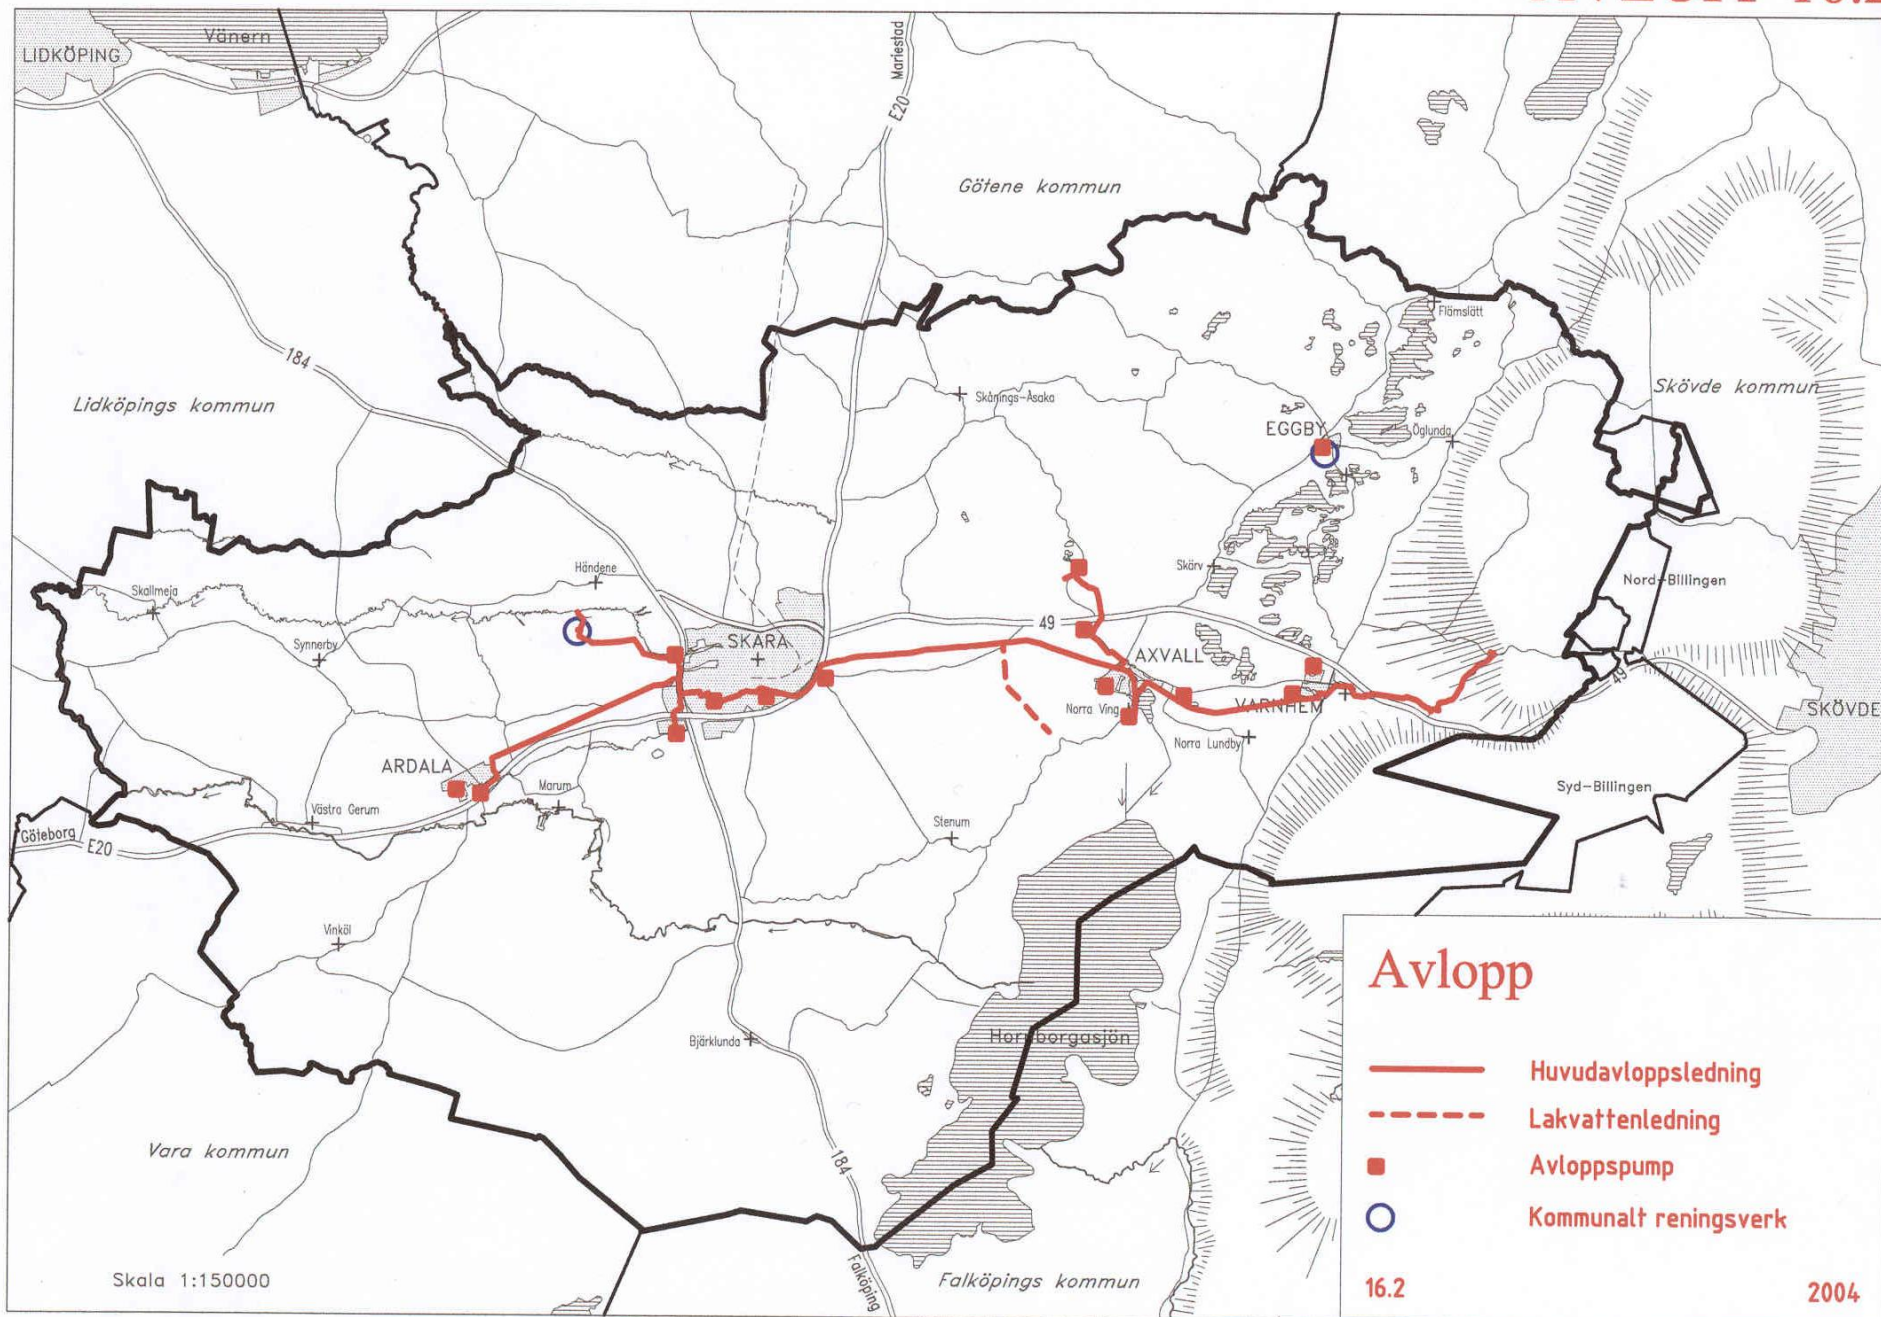 Vänern
LIDKÖPING
Mariestad
E20
Götene kommun
Flämslätt
184
Skövde kommun
Lidköpings kommun
Skånings-Åsaka
EGGBY
Öglunda
Händene
Skärv
Nord-Billingen
Skallmeja
49
SKARA
Synnerby
AXVALL
49
Norra Ving
VARNHEM
SKÖVDE
Norra Lundby
ARDALA
Marum
Syd-Billingen
Västra Gerum
Göteborg
E20
Stenum
Vinköl
Avlopp
Bjärklunda
Hornborgasjön
Huvudavloppsledning
Lakvattenledning
Vara kommun
184
Avloppspump
Kommunalt reningsverk
Skala 1:150000
Falköping
Falköpings kommun
16.2
2004